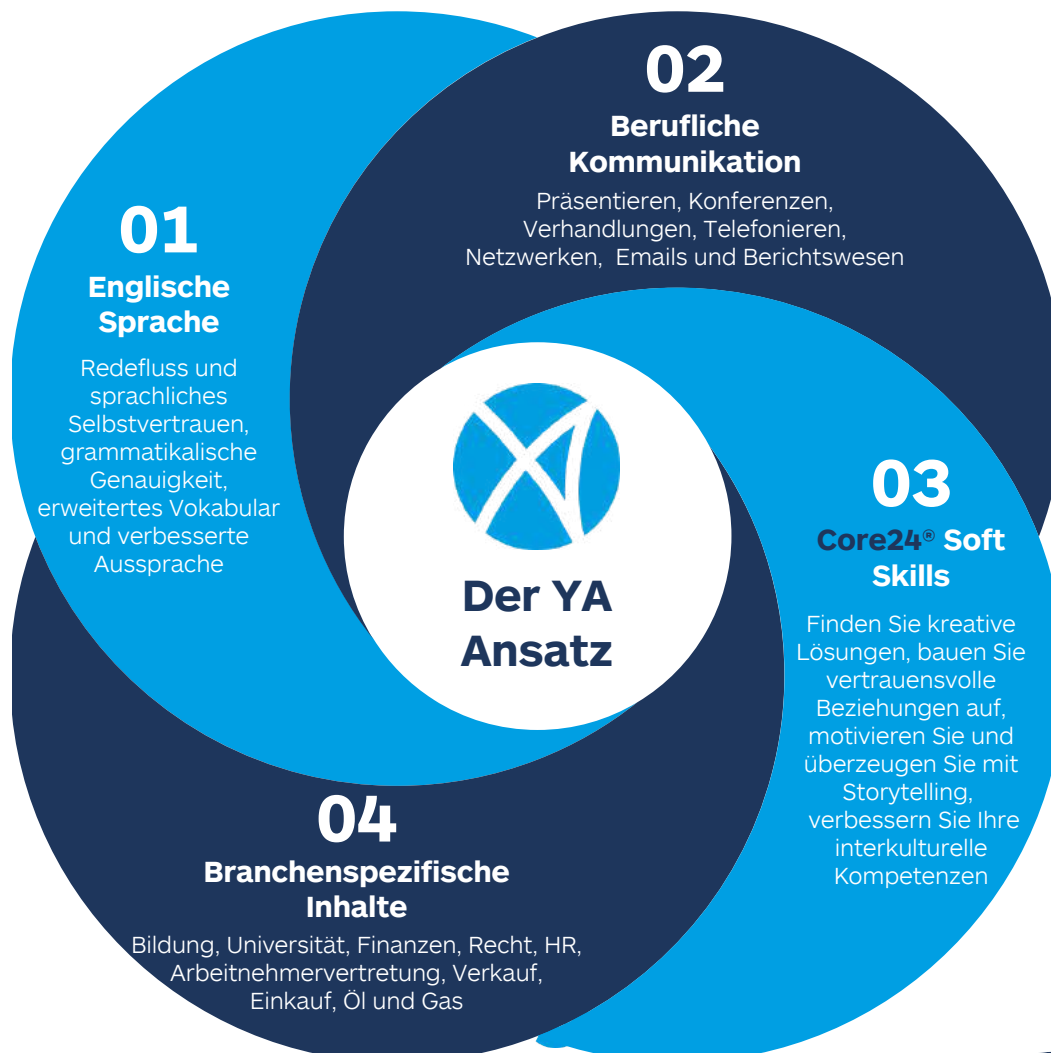 01
Englische
Sprache
Redefluss und
sprachliches
Selbstvertrauen,
grammatikalische
Genauigkeit,
erweitertes Vokabular
und verbesserte
Aussprache
02
Berufliche
Kommunikation
Präsentieren, Konferenzen,
Verhandlungen, Telefonieren,
Netzwerken, Emails und Berichtswesen
Der YA
Ansatz
03
Core24® Soft
Skills
Finden Sie kreative
Lösungen, bauen Sie
vertrauensvolle
Beziehungen auf,
motivieren Sie und
überzeugen Sie mit
Storytelling,
verbessern Sie Ihre
interkulturelle
Kompetenzen
04
Branchenspezifische
Inhalte
Bildung, Universität, Finanzen, Recht, HR,
Arbeitnehmervertretung, Verkauf,
Einkauf, Öl und Gas